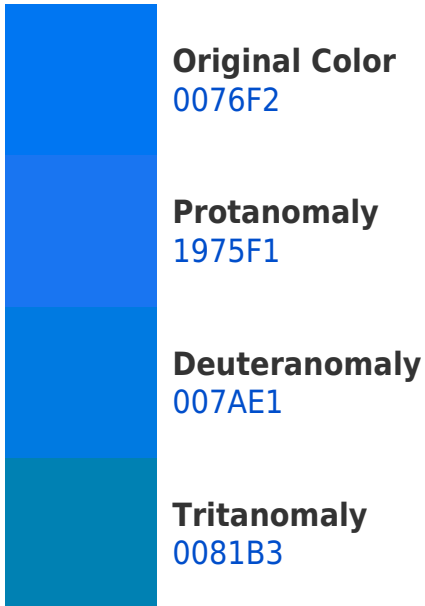 Original Color
0076F2
Protanomaly
1975F1
Deuteranomaly
007AE1
Tritanomaly
0081B3